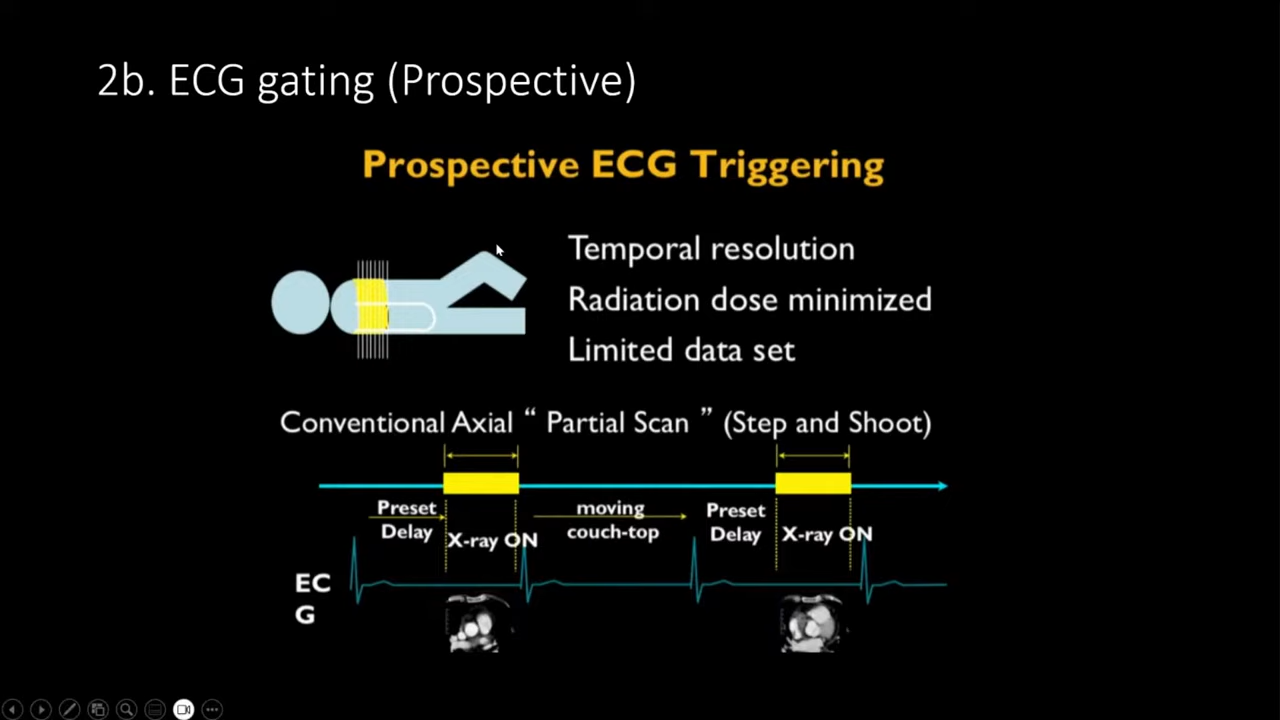 2b. ECG gating (Prospective)
Prospective ECG Triggering
Temporal resolution
Radiation dose minimized
Limited data set
Conventional Axial “ Partial Scan ” (Step and Shoot)
Preset
Delay
X-ray ON
moving
couch-top
Preset
Delay
X-ray ON
EC
G